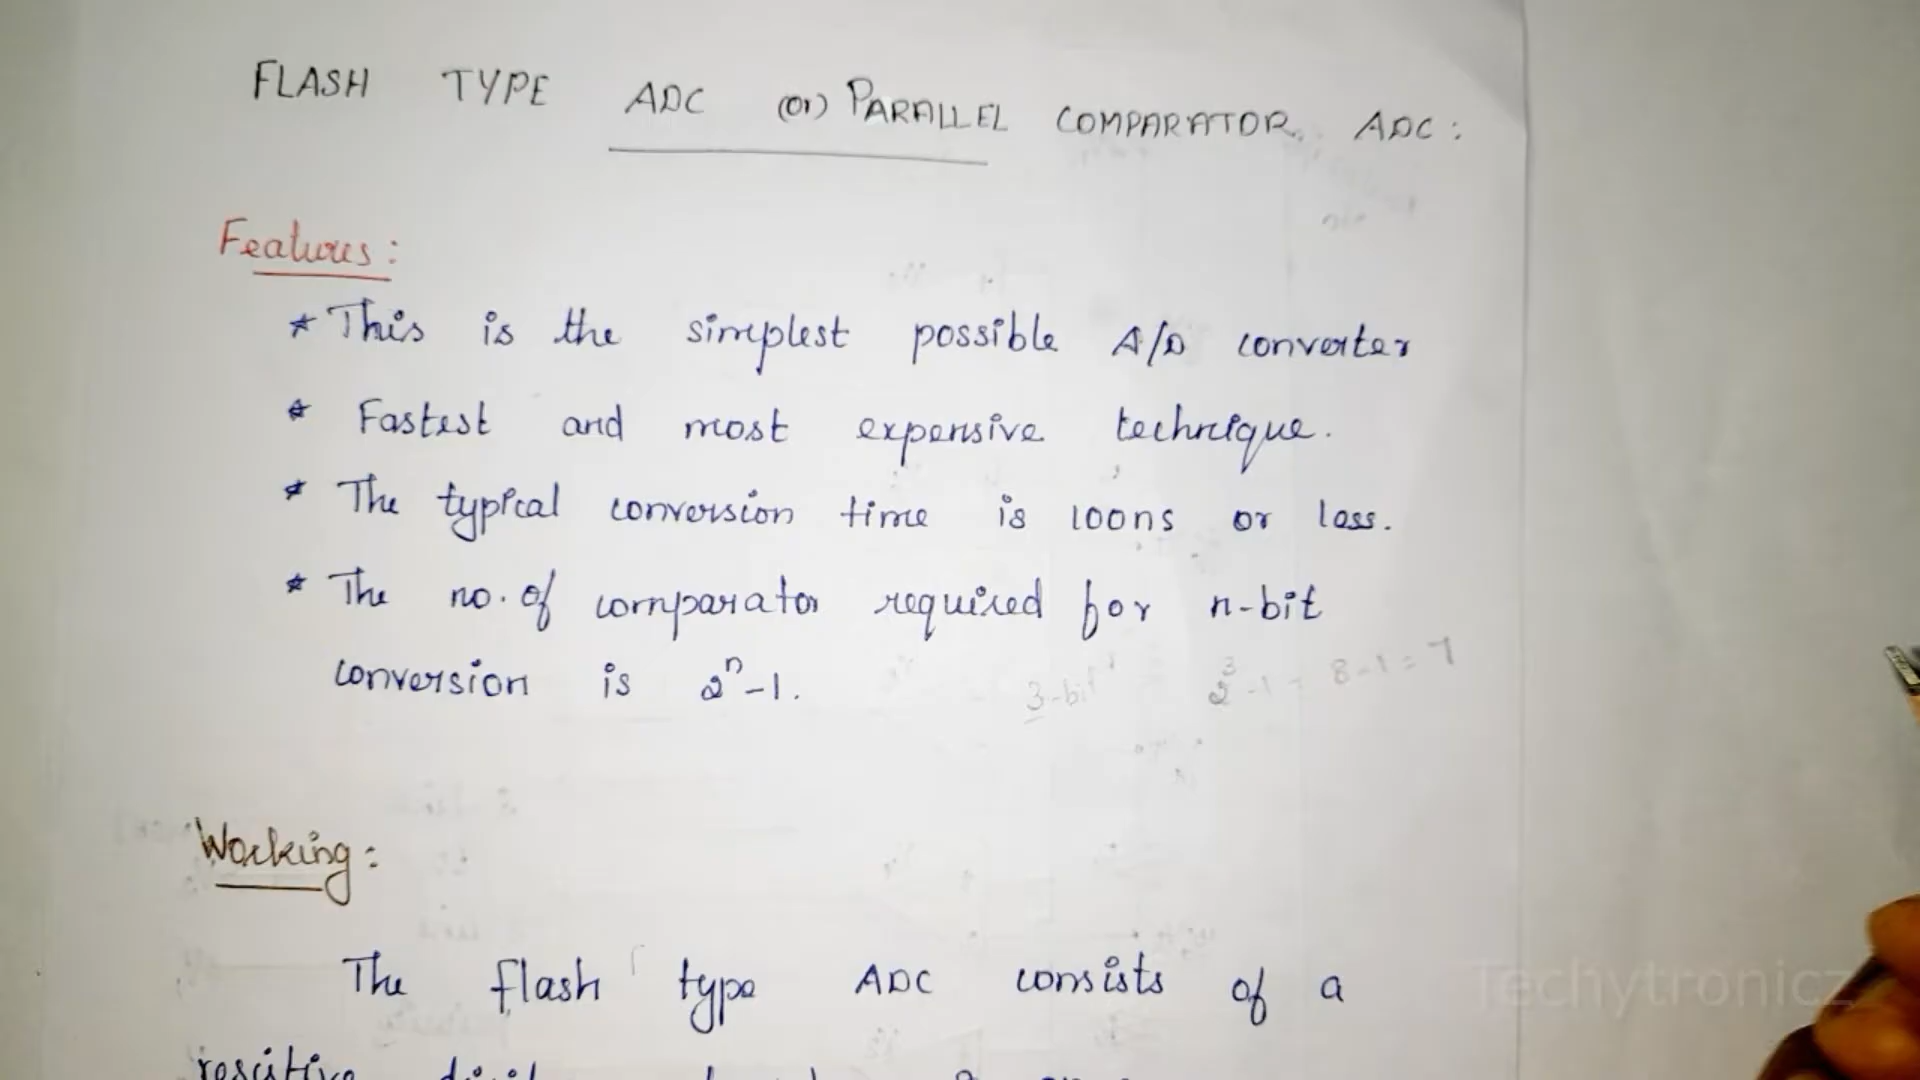 FLASH TYPE ADC (or) PARALLEL COMPARATOR ADC:
Features:
* This is the simplest possible A/D converter
* Fastest and most expensive technique.
* The typical conversion time is 100ns or less.
* The no. of comparator required for n-bit
conversion is 2ⁿ-1. 3-bit 2³-1 = 8-1=7
Working:
The flash type ADC consists of a
Techytronicz
resistive